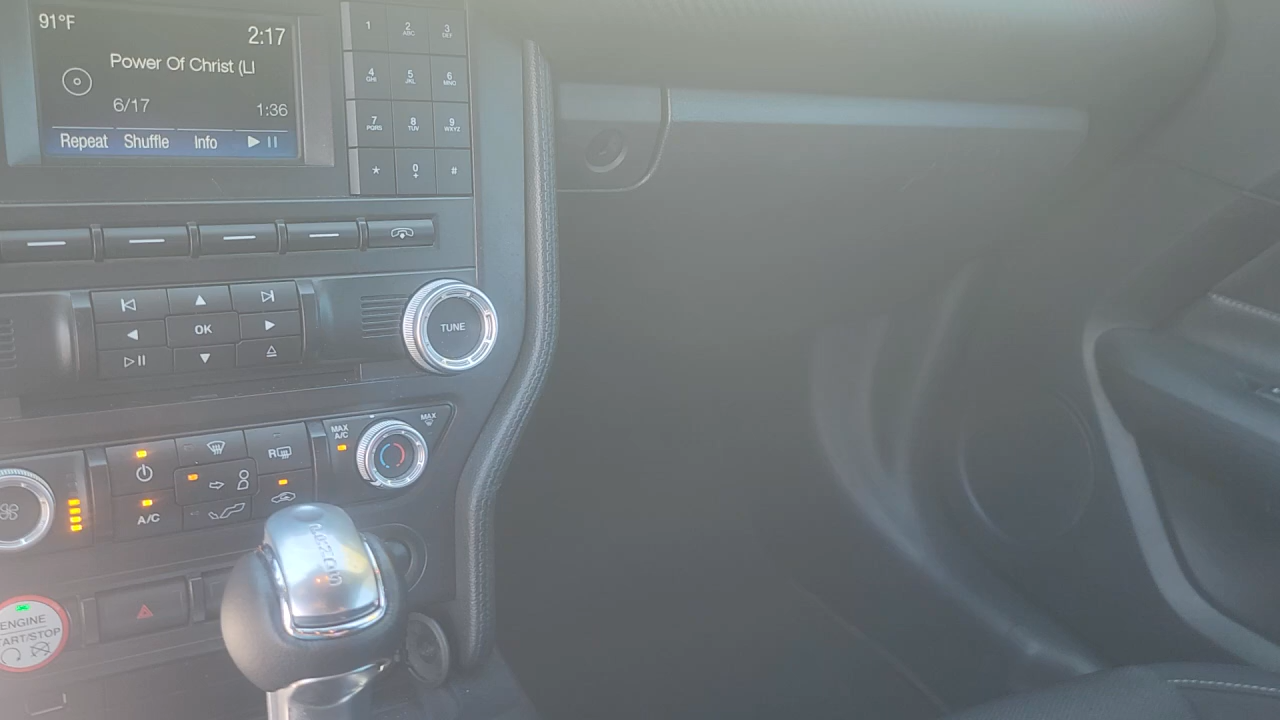 91°F
2:17
Power Of Christ (LI
6/17
1:36
Repeat Shuffle Info
1 2 ABC 3 DEF
4 GHI 5 JKL 6 MNO
7 PQRS 8 TUV 9 WXYZ
* 0 + #
OK
TUNE
MAX A/C
MAX
R
A/C
ENGINE
START/STOP